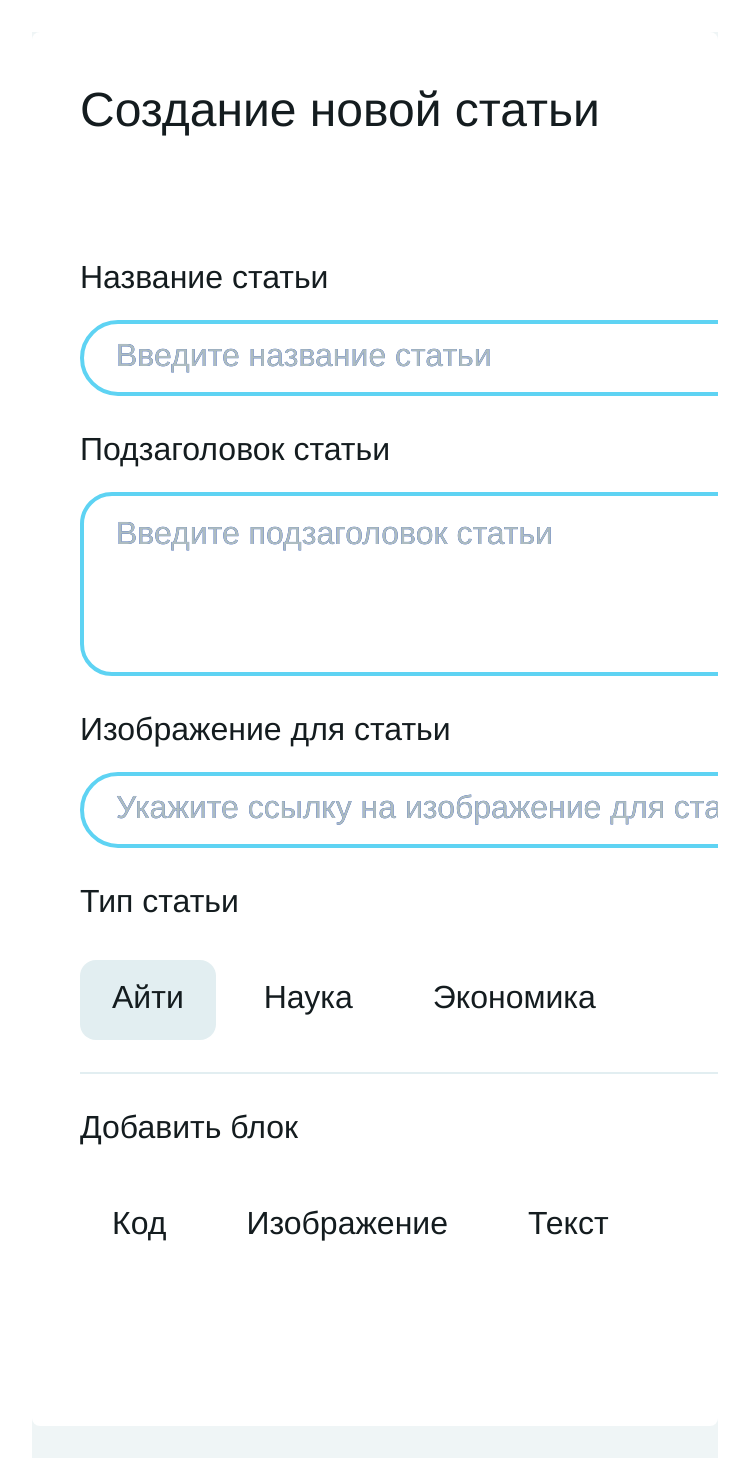 Создание новой статьи
Название статьи
Введите название статьи
Подзаголовок статьи
Введите подзаголовок статьи
Изображение для статьи
Укажите ссылку на изображение для ста
Тип статьи
Айти Наука Экономика
Добавить блок
Код Изображение Текст